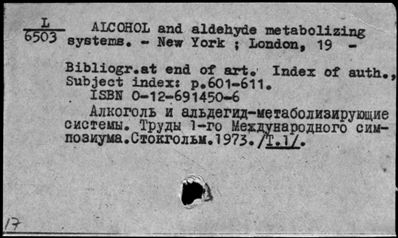 L
6503
ALCOHOL and aldehyde metabolizing
systems. - New York ; London, 19 -
Bibliogr.at end of art. Index of auth.,
Subject index: p.601-611.
ISBN 0-12-691450-6
Алкоголь и альдегид-метаболизирующие
системы. Труды 1-го Международного сим-
позиума.Стокгольм.1973./Т.1/.
17